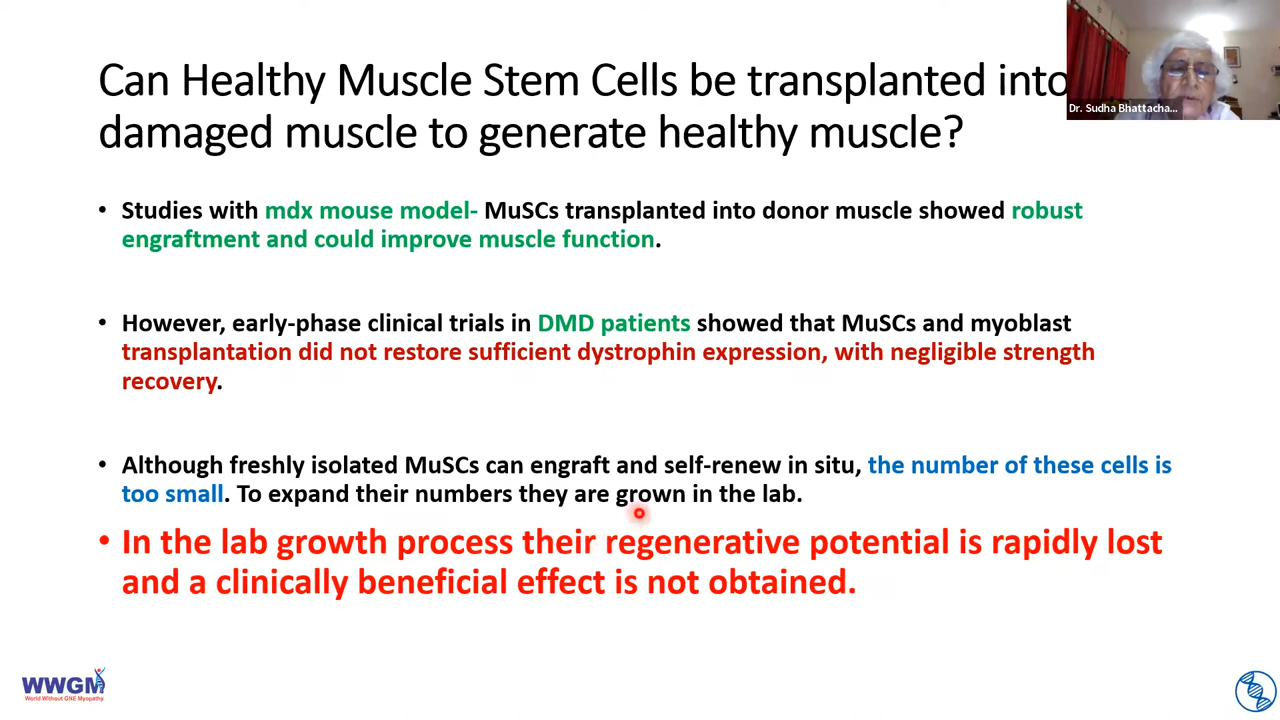 Can Healthy Muscle Stem Cells be transplanted into
damaged muscle to generate healthy muscle?
Dr. Sudha Bhattacha...
• Studies with mdx mouse model- MuSCs transplanted into donor muscle showed robust
engraftment and could improve muscle function.
• However, early-phase clinical trials in DMD patients showed that MuSCs and myoblast
transplantation did not restore sufficient dystrophin expression, with negligible strength
recovery.
• Although freshly isolated MuSCs can engraft and self-renew in situ, the number of these cells is
too small. To expand their numbers they are grown in the lab.
• In the lab growth process their regenerative potential is rapidly lost
and a clinically beneficial effect is not obtained.
WWGM
World Without GNE Myopathy